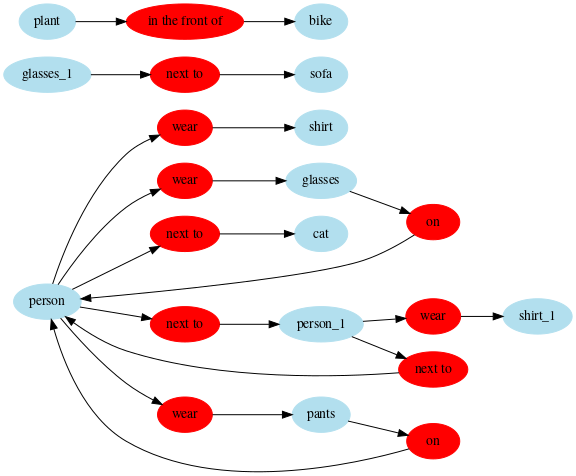 plant in the front of bike
glasses_1 next to sofa
wear shirt
wear glasses
on
next to cat
person
next to person_1 wear shirt_1
next to
wear pants
on